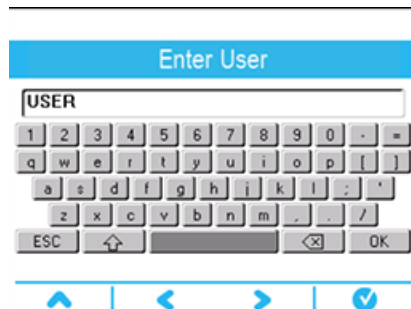 Enter User
USER
1 2 3 4 5 6 7 8 9 0 - =
q w e r t y u i o p [ ]
a s d f g h j k l ; '
z x c v b n m , . /
ESC OK